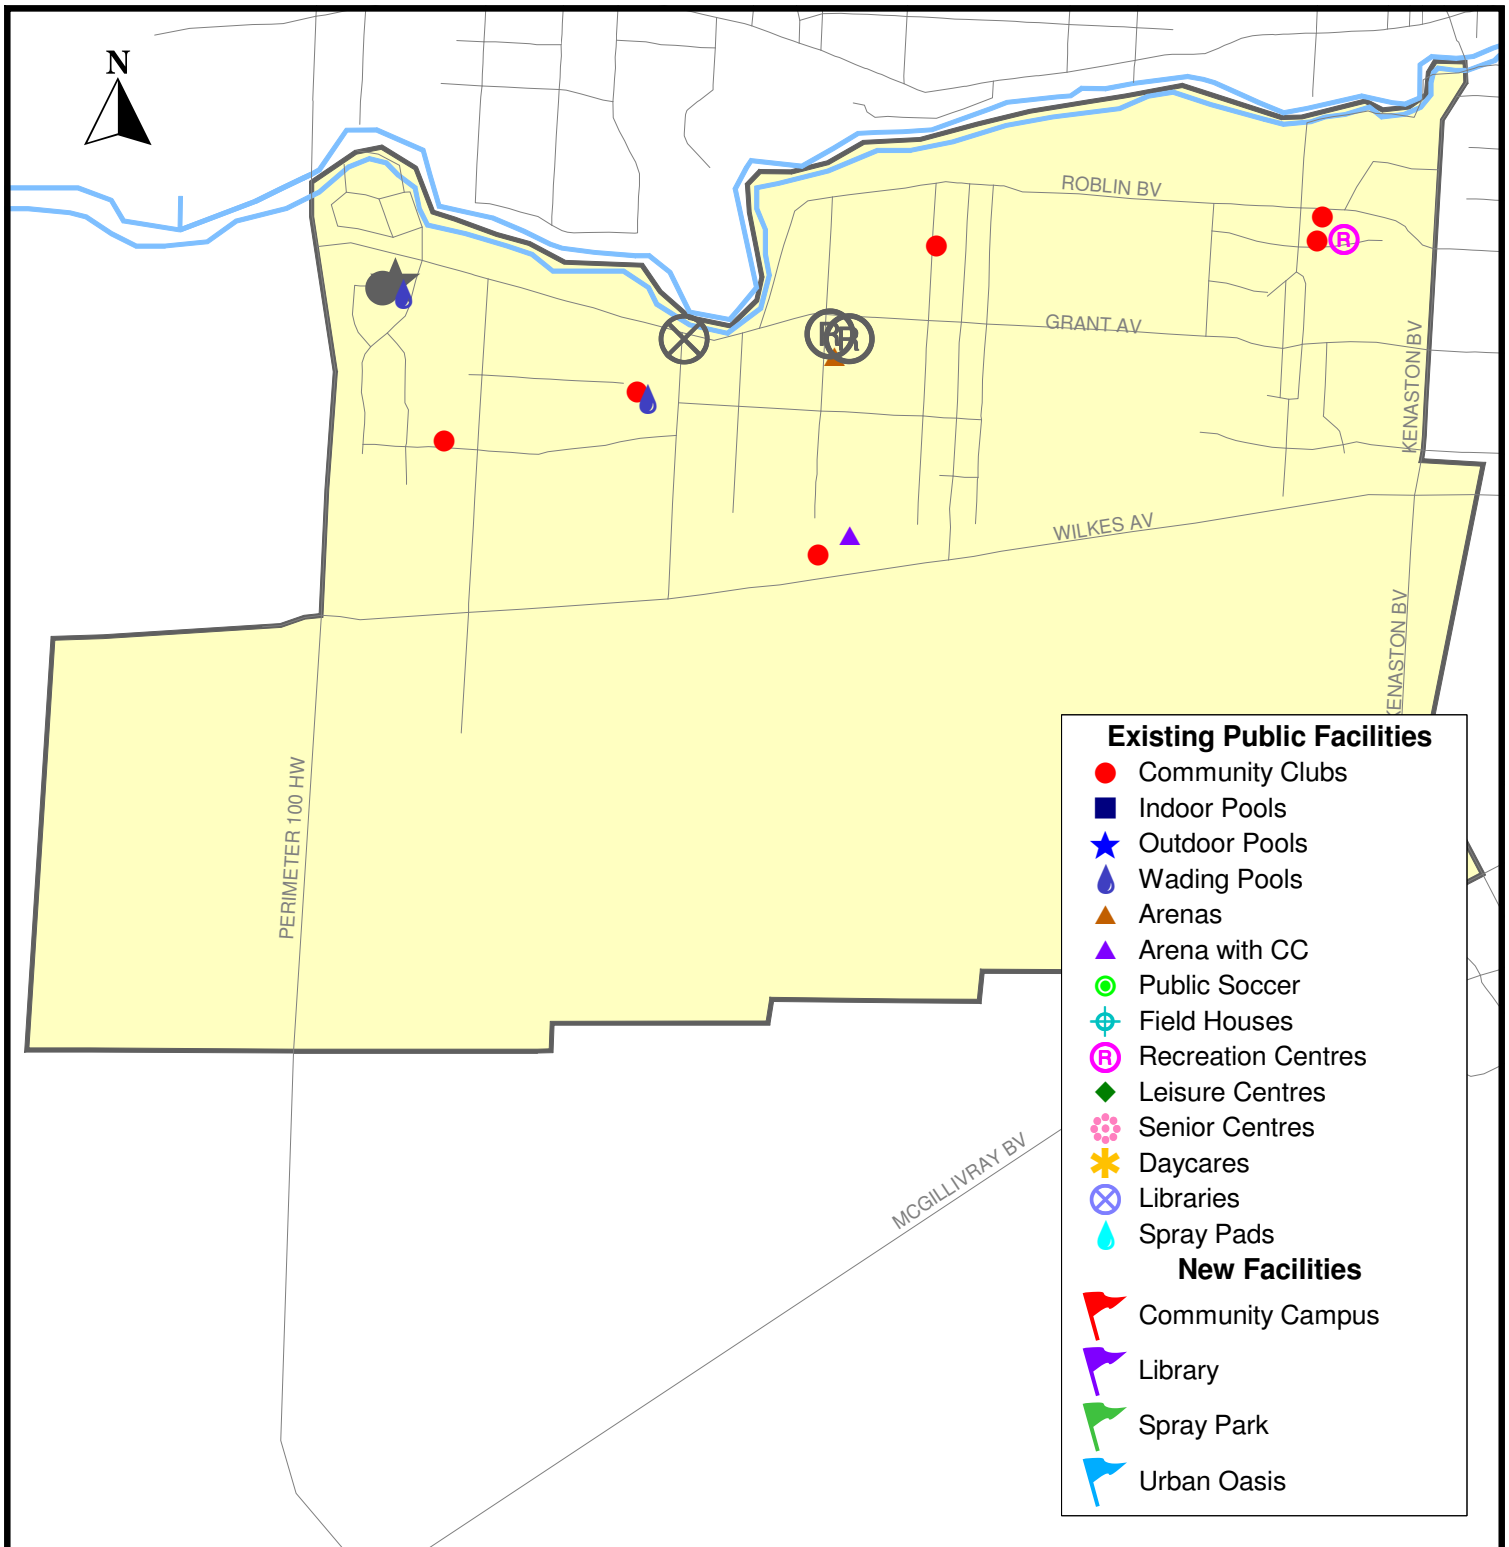 N
ROBLIN BV
GRANT AV
KENASTON BV
R
R
R
WILKES AV
KENASTON BV
PERIMETER 100 HW
MCGILLIVRAY BV
Existing Public Facilities
Community Clubs
Indoor Pools
Outdoor Pools
Wading Pools
Arenas
Arena with CC
Public Soccer
Field Houses
R Recreation Centres
Leisure Centres
Senior Centres
Daycares
Libraries
Spray Pads
New Facilities
Community Campus
Library
Spray Park
Urban Oasis